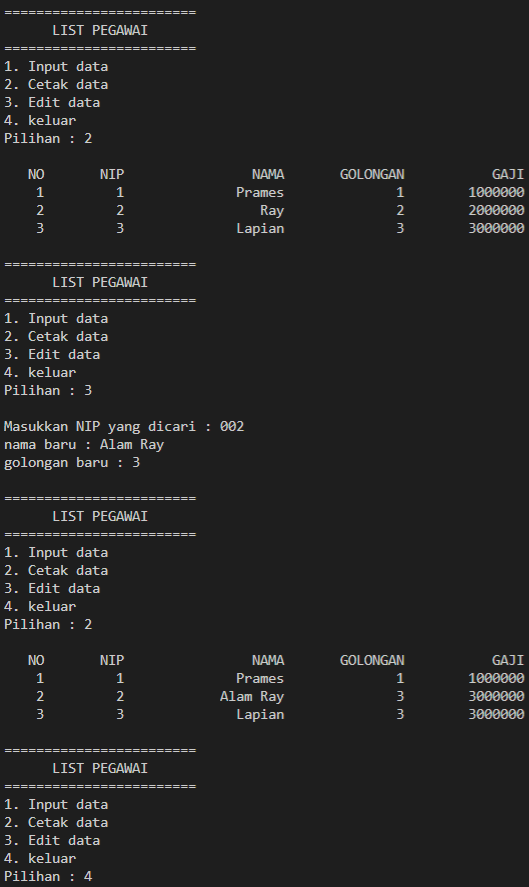 ========================
LIST PEGAWAI
========================
1. Input data
2. Cetak data
3. Edit data
4. keluar
Pilihan : 2
NO NIP NAMA GOLONGAN GAJI
1 1 Prames 1 1000000
2 2 Ray 2 2000000
3 3 Lapian 3 3000000
========================
LIST PEGAWAI
========================
1. Input data
2. Cetak data
3. Edit data
4. keluar
Pilihan : 3
Masukkan NIP yang dicari : 002
nama baru : Alam Ray
golongan baru : 3
========================
LIST PEGAWAI
========================
1. Input data
2. Cetak data
3. Edit data
4. keluar
Pilihan : 2
NO NIP NAMA GOLONGAN GAJI
1 1 Prames 1 1000000
2 2 Alam Ray 3 3000000
3 3 Lapian 3 3000000
========================
LIST PEGAWAI
========================
1. Input data
2. Cetak data
3. Edit data
4. keluar
Pilihan : 4